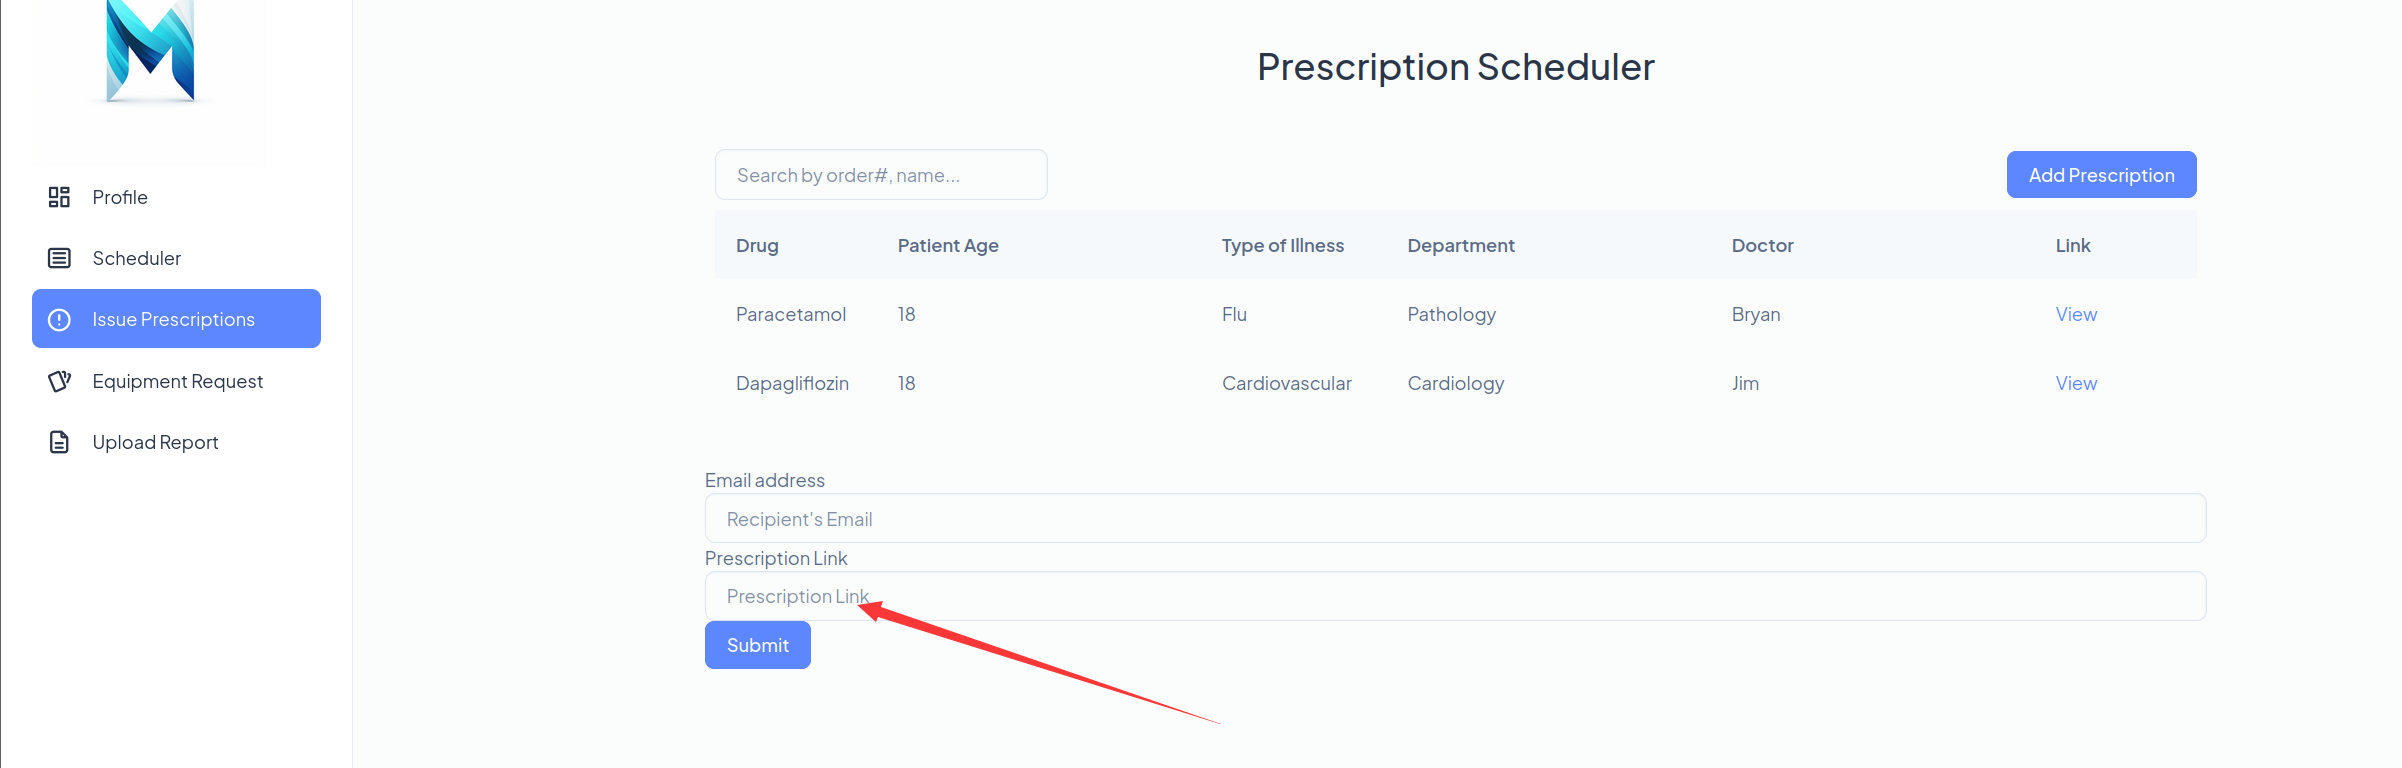 Prescription Scheduler
Profile
Scheduler
Issue Prescriptions
Equipment Request
Upload Report
Search by order#, name...
Add Prescription
Drug Patient Age Type of Illness Department Doctor Link
Paracetamol 18 Flu Pathology Bryan View
Dapagliflozin 18 Cardiovascular Cardiology Jim View
Email address
Recipient's Email
Prescription Link
Prescription Link
Submit